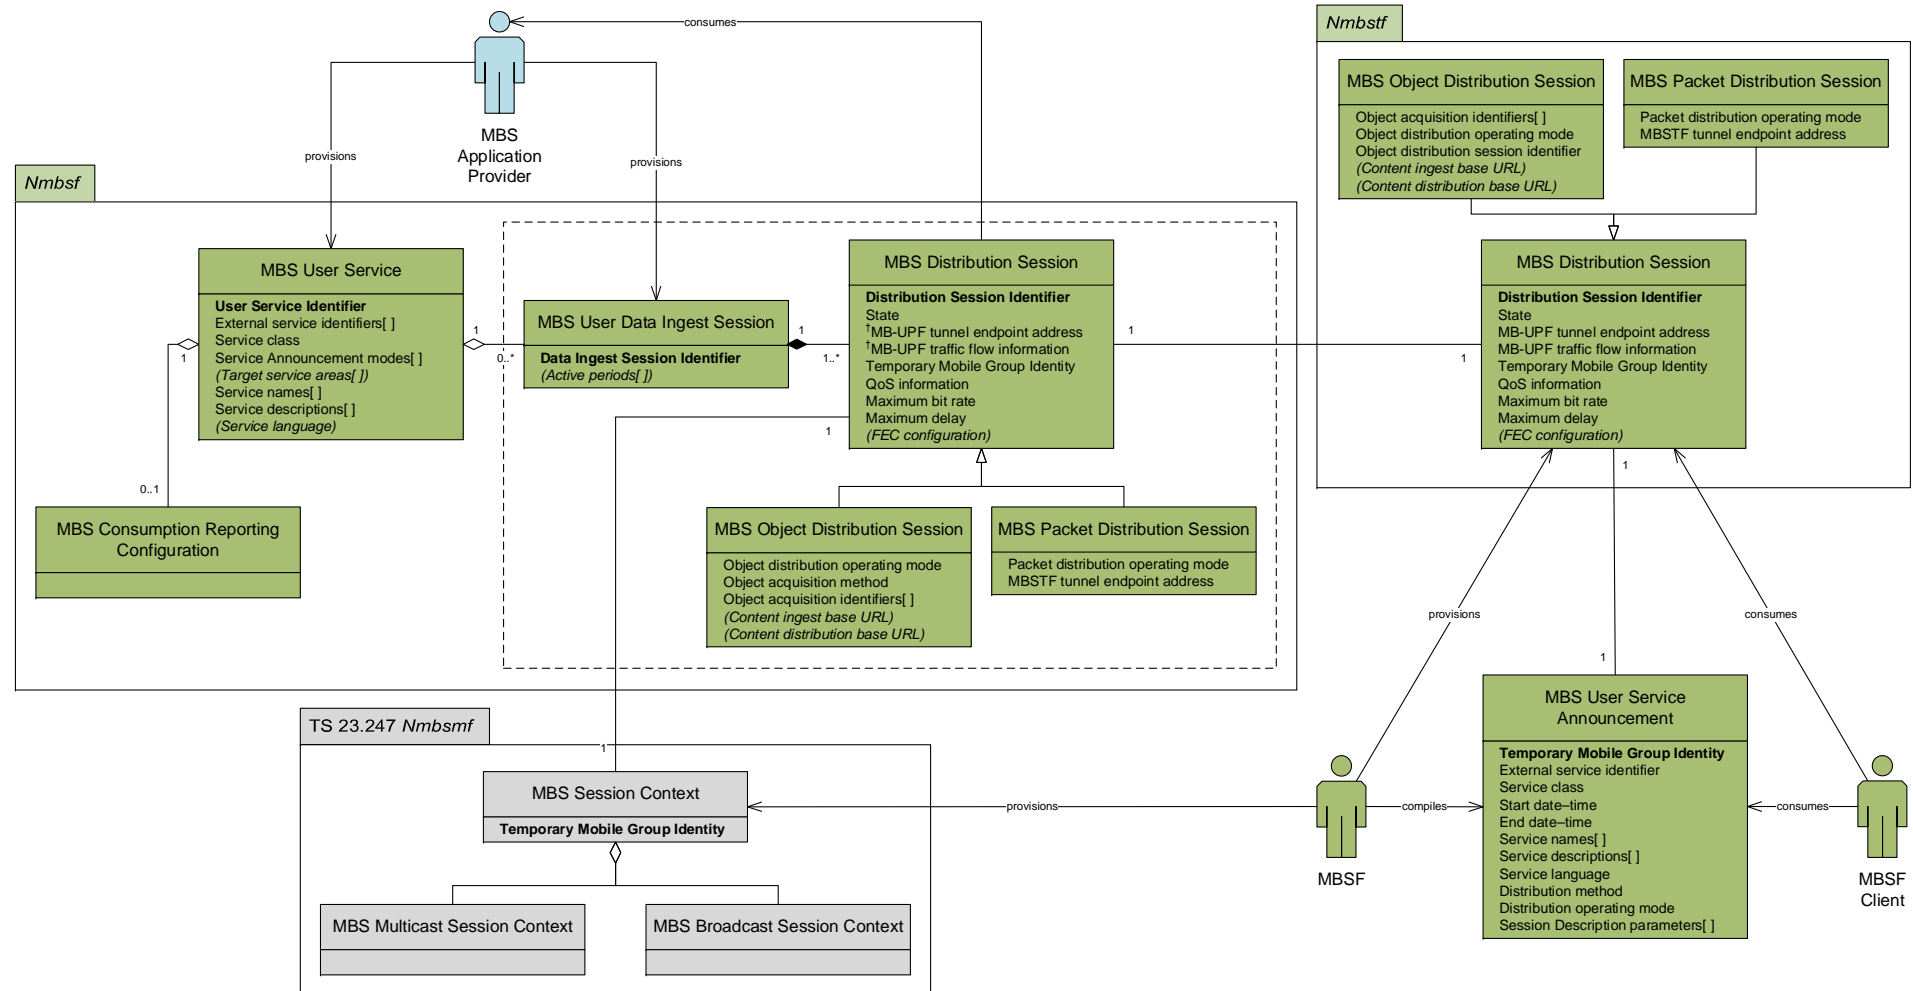 consumes
MBS
Application
Provider
provisions
provisions
Nmbsf
MBS User Service
User Service Identifier
External service identifiers[ ]
Service class
Service Announcement modes[ ]
(Target service areas[ ])
Service names[ ]
Service descriptions[ ]
(Service language)
1
0..1
MBS Consumption Reporting
Configuration
1
0..*
MBS User Data Ingest Session
Data Ingest Session Identifier
(Active periods[ ])
1
1..*
MBS Distribution Session
Distribution Session Identifier
State
†MB-UPF tunnel endpoint address
†MB-UPF traffic flow information
Temporary Mobile Group Identity
QoS information
Maximum bit rate
Maximum delay
(FEC configuration)
1
1
1
MBS Object Distribution Session
Object distribution operating mode
Object acquisition method
Object acquisition identifiers[ ]
(Content ingest base URL)
(Content distribution base URL)
MBS Packet Distribution Session
Packet distribution operating mode
MBSTF tunnel endpoint address
Nmbstf
MBS Object Distribution Session
Object acquisition identifiers[ ]
Object distribution operating mode
Object distribution session identifier
(Content ingest base URL)
(Content distribution base URL)
MBS Packet Distribution Session
Packet distribution operating mode
MBSTF tunnel endpoint address
MBS Distribution Session
Distribution Session Identifier
State
MB-UPF tunnel endpoint address
MB-UPF traffic flow information
Temporary Mobile Group Identity
QoS information
Maximum bit rate
Maximum delay
(FEC configuration)
1
provisions
consumes
1
MBS User Service
Announcement
Temporary Mobile Group Identity
External service identifier
Service class
Start date–time
End date–time
Service names[ ]
Service descriptions[ ]
Service language
Distribution method
Distribution operating mode
Session Description parameters[ ]
TS 23.247 Nmbsmf
1
MBS Session Context
Temporary Mobile Group Identity
MBS Multicast Session Context
MBS Broadcast Session Context
provisions
MBSF
compiles
consumes
MBSF
Client